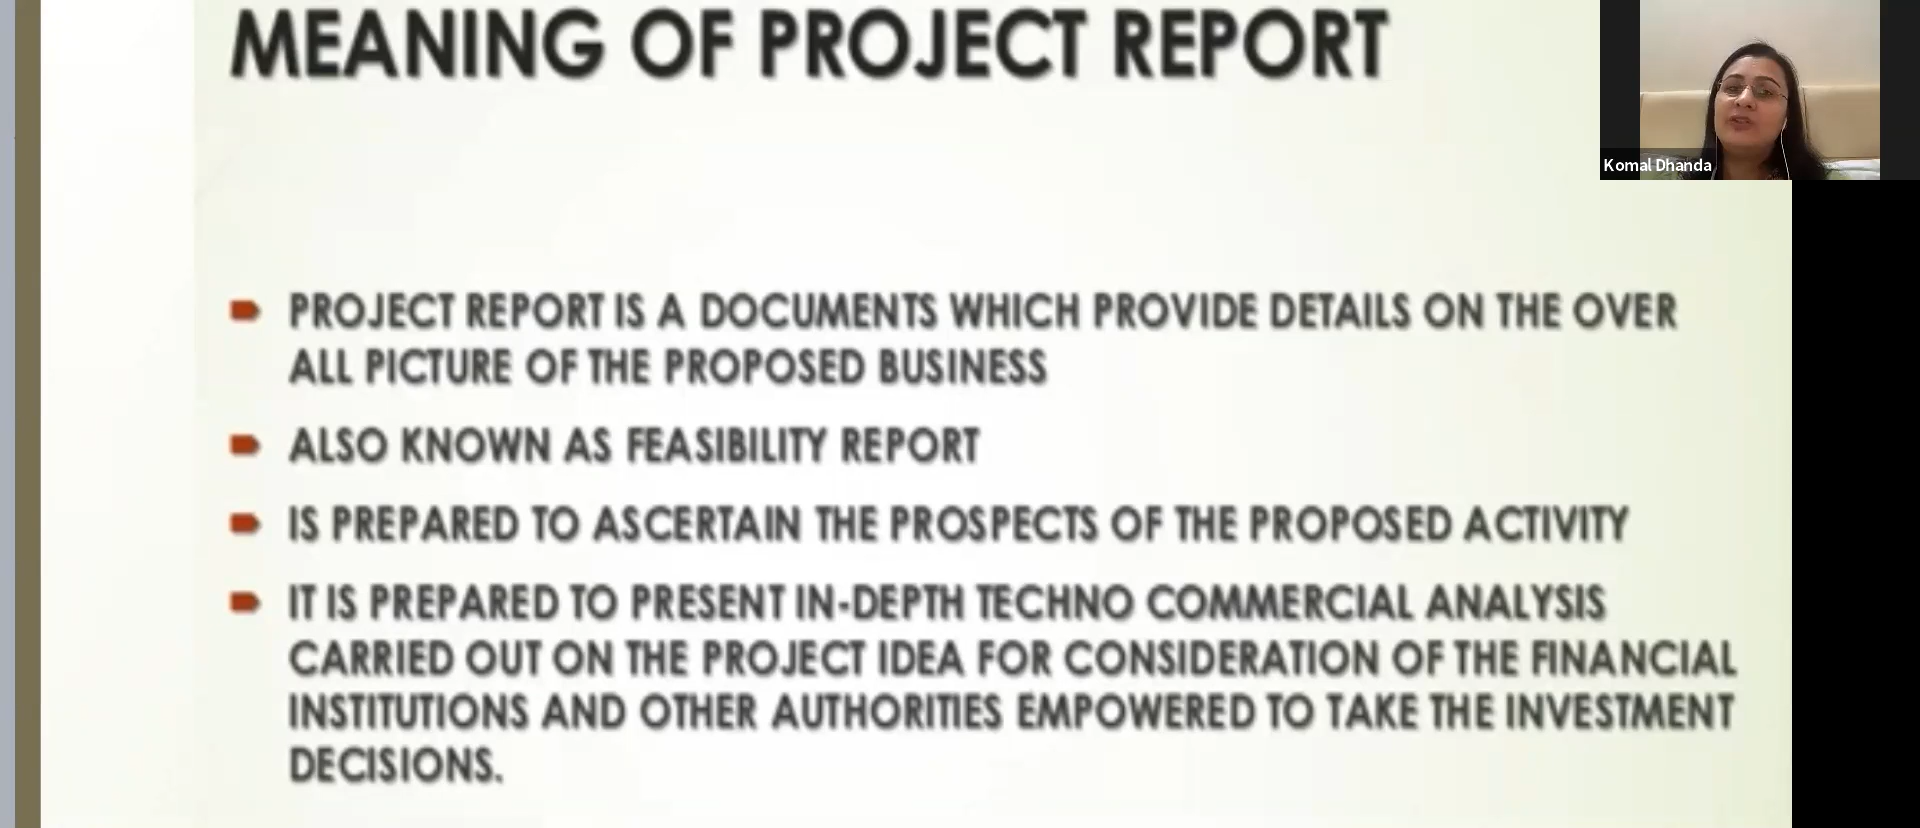 MEANING OF PROJECT REPORT
Komal Dhanda
PROJECT REPORT IS A DOCUMENTS WHICH PROVIDE DETAILS ON THE OVER
ALL PICTURE OF THE PROPOSED BUSINESS
ALSO KNOWN AS FEASIBILITY REPORT
IS PREPARED TO ASCERTAIN THE PROSPECTS OF THE PROPOSED ACTIVITY
IT IS PREPARED TO PRESENT IN-DEPTH TECHNO COMMERCIAL ANALYSIS
CARRIED OUT ON THE PROJECT IDEA FOR CONSIDERATION OF THE FINANCIAL
INSTITUTIONS AND OTHER AUTHORITIES EMPOWERED TO TAKE THE INVESTMENT
DECISIONS.